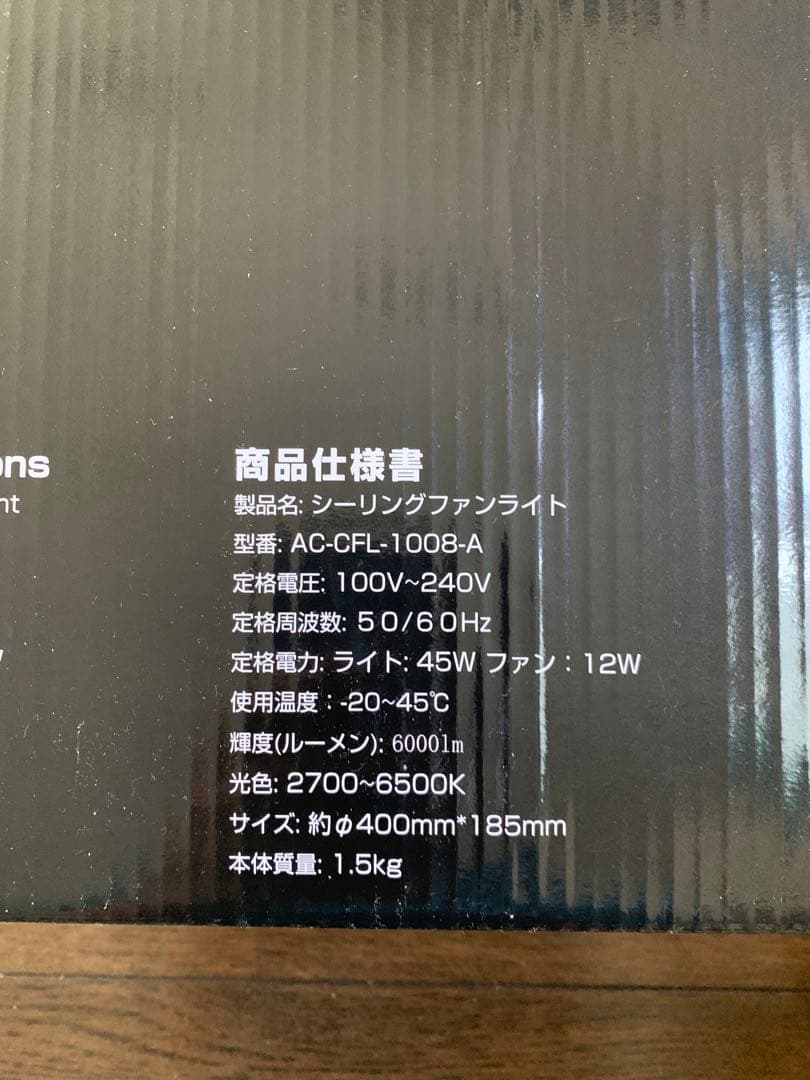 ons
nt
商品仕様書
製品名: シーリングファンライト
型番: AC-CFL-1008-A
定格電圧: 100V~240V
定格周波数: 50/60Hz
定格電力: ライト: 45W ファン：12W
使用温度：-20~45℃
輝度(ルーメン): 6000lm
光色: 2700~6500K
サイズ: 約φ400mm*185mm
本体質量: 1.5kg